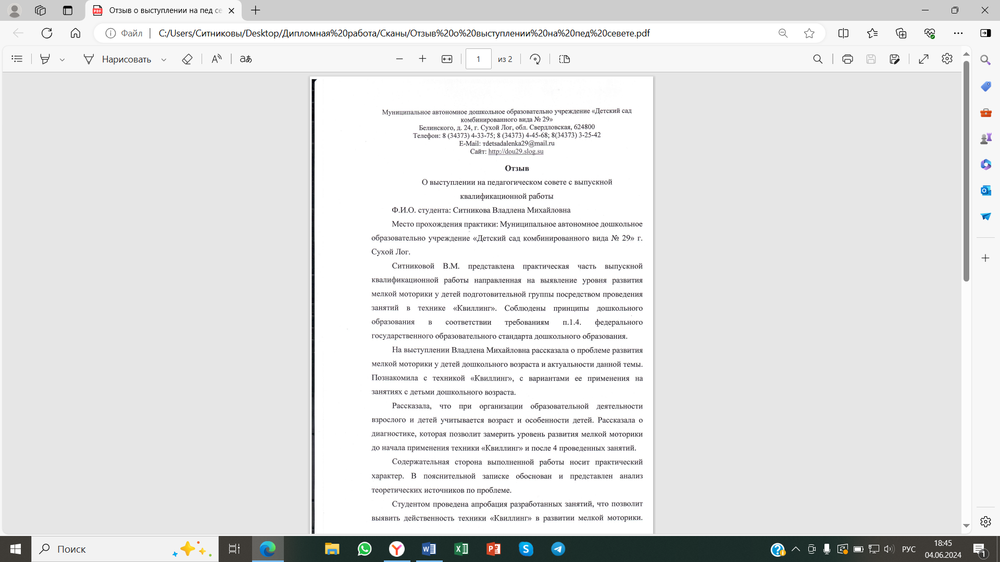 Отзыв о выступлении на пед се
Файл
C:/Users/Ситниковы/Desktop/Дипломная%20работа/Сканы/Отзыв%20о%20выступлении%20на%20пед%20севете.pdf
Нарисовать
аあ
1
из 2
Муниципальное автономное дошкольное образовательно учреждение «Детский сад
комбинированного вида № 29»
Белинского, д. 24, г. Сухой Лог, обл. Свердловская, 624800
Телефон: 8 (34373) 4-33-75; 8 (34373) 4-45-68; 8(34373) 3-25-42
E-Mail: тdetsadalenka29@mail.ru
Сайт: http://dou29.slog.su
Отзыв
О выступлении на педагогическом совете с выпускной
квалификационной работы
Ф.И.О. студента: Ситникова Владлена Михайловна
Место прохождения практики: Муниципальное автономное дошкольное
образовательно учреждение «Детский сад комбинированного вида № 29» г.
Сухой Лог.
Ситниковой В.М. представлена практическая часть выпускной
квалификационной работы направленная на выявление уровня развития
мелкой моторики у детей подготовительной группы посредством проведения
занятий в технике «Квиллинг». Соблюдены принципы дошкольного
образования в соответствии требованиям п.1.4. федерального
государственного образовательного стандарта дошкольного образования.
На выступлении Владлена Михайловна рассказала о проблеме развития
мелкой моторики у детей дошкольного возраста и актуальности данной темы.
Познакомила с техникой «Квиллинг», с вариантами ее применения на
занятиях с детьми дошкольного возраста.
Рассказала, что при организации образовательной деятельности
взрослого и детей учитывается возраст и особенности детей. Рассказала о
диагностике, которая позволит замерить уровень развития мелкой моторики
до начала применения техники «Квиллинг» и после 4 проведенных занятий.
Содержательная сторона выполненной работы носит практический
характер. В пояснительной записке обоснован и представлен анализ
теоретических источников по проблеме.
Студентом проведена апробация разработанных занятий, что позволит
выявить действенность техники «Квиллинг» в развитии мелкой моторики.
Поиск
РУС
18:45
04.06.2024
1